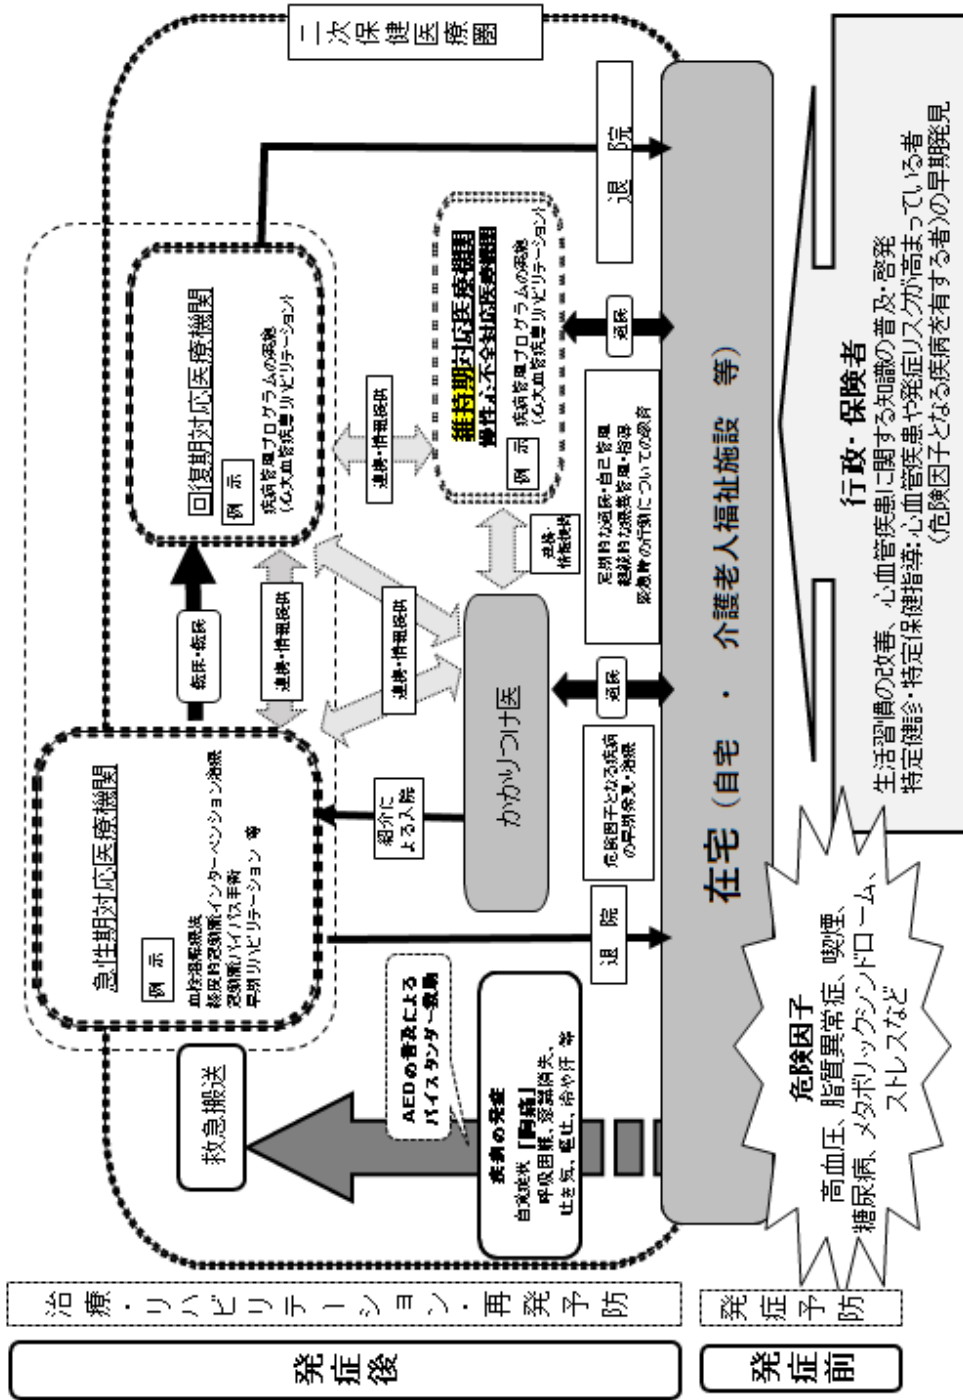 二次保健医療圏
発症後
治療・リハビリテーション・再発予防
救急搬送
急性期対応医療機関
例 示
血栓溶解療法
経皮的冠動脈インターベンション治療
冠動脈バイパス手術
早期リハビリテーション 等
転床・転院
回復期対応医療機関
例 示
疾病管理プログラムの実施
(心大血管疾患リハビリテーション)
連携・情報提供
連携・情報提供
連携・情報提供
紹介に
よる入院
AEDの普及による
バイスタンダー救助
維持期対応医療機関
慢性心不全対応医療機関
例 示
疾病管理プログラムの実施
(心大血管疾患リハビリテーション)
連携・
情報提供
かかりつけ医
疾病の発症
自覚症状「胸痛」
呼吸困難、意識消失、
吐き気、嘔吐、冷や汗 等
退 院
危険因子となる疾病
の早期発見・治療
通院
定期的な通院・自己管理
継続的な療養管理・指導
緊急時の行動についての教育
通院
退 院
在宅(自宅 ・ 介護老人福祉施設 等)
発症前
発症予防
危険因子
高血圧、脂質異常症、喫煙、
糖尿病、メタボリックシンドローム、
ストレスなど
行政・保険者
生活習慣の改善、心血管疾患に関する知識の普及・啓発
特定健診・特定保健指導・心血管疾患や発症リスクが高まっている者
(危険因子となる疾病を有する者)の早期発見